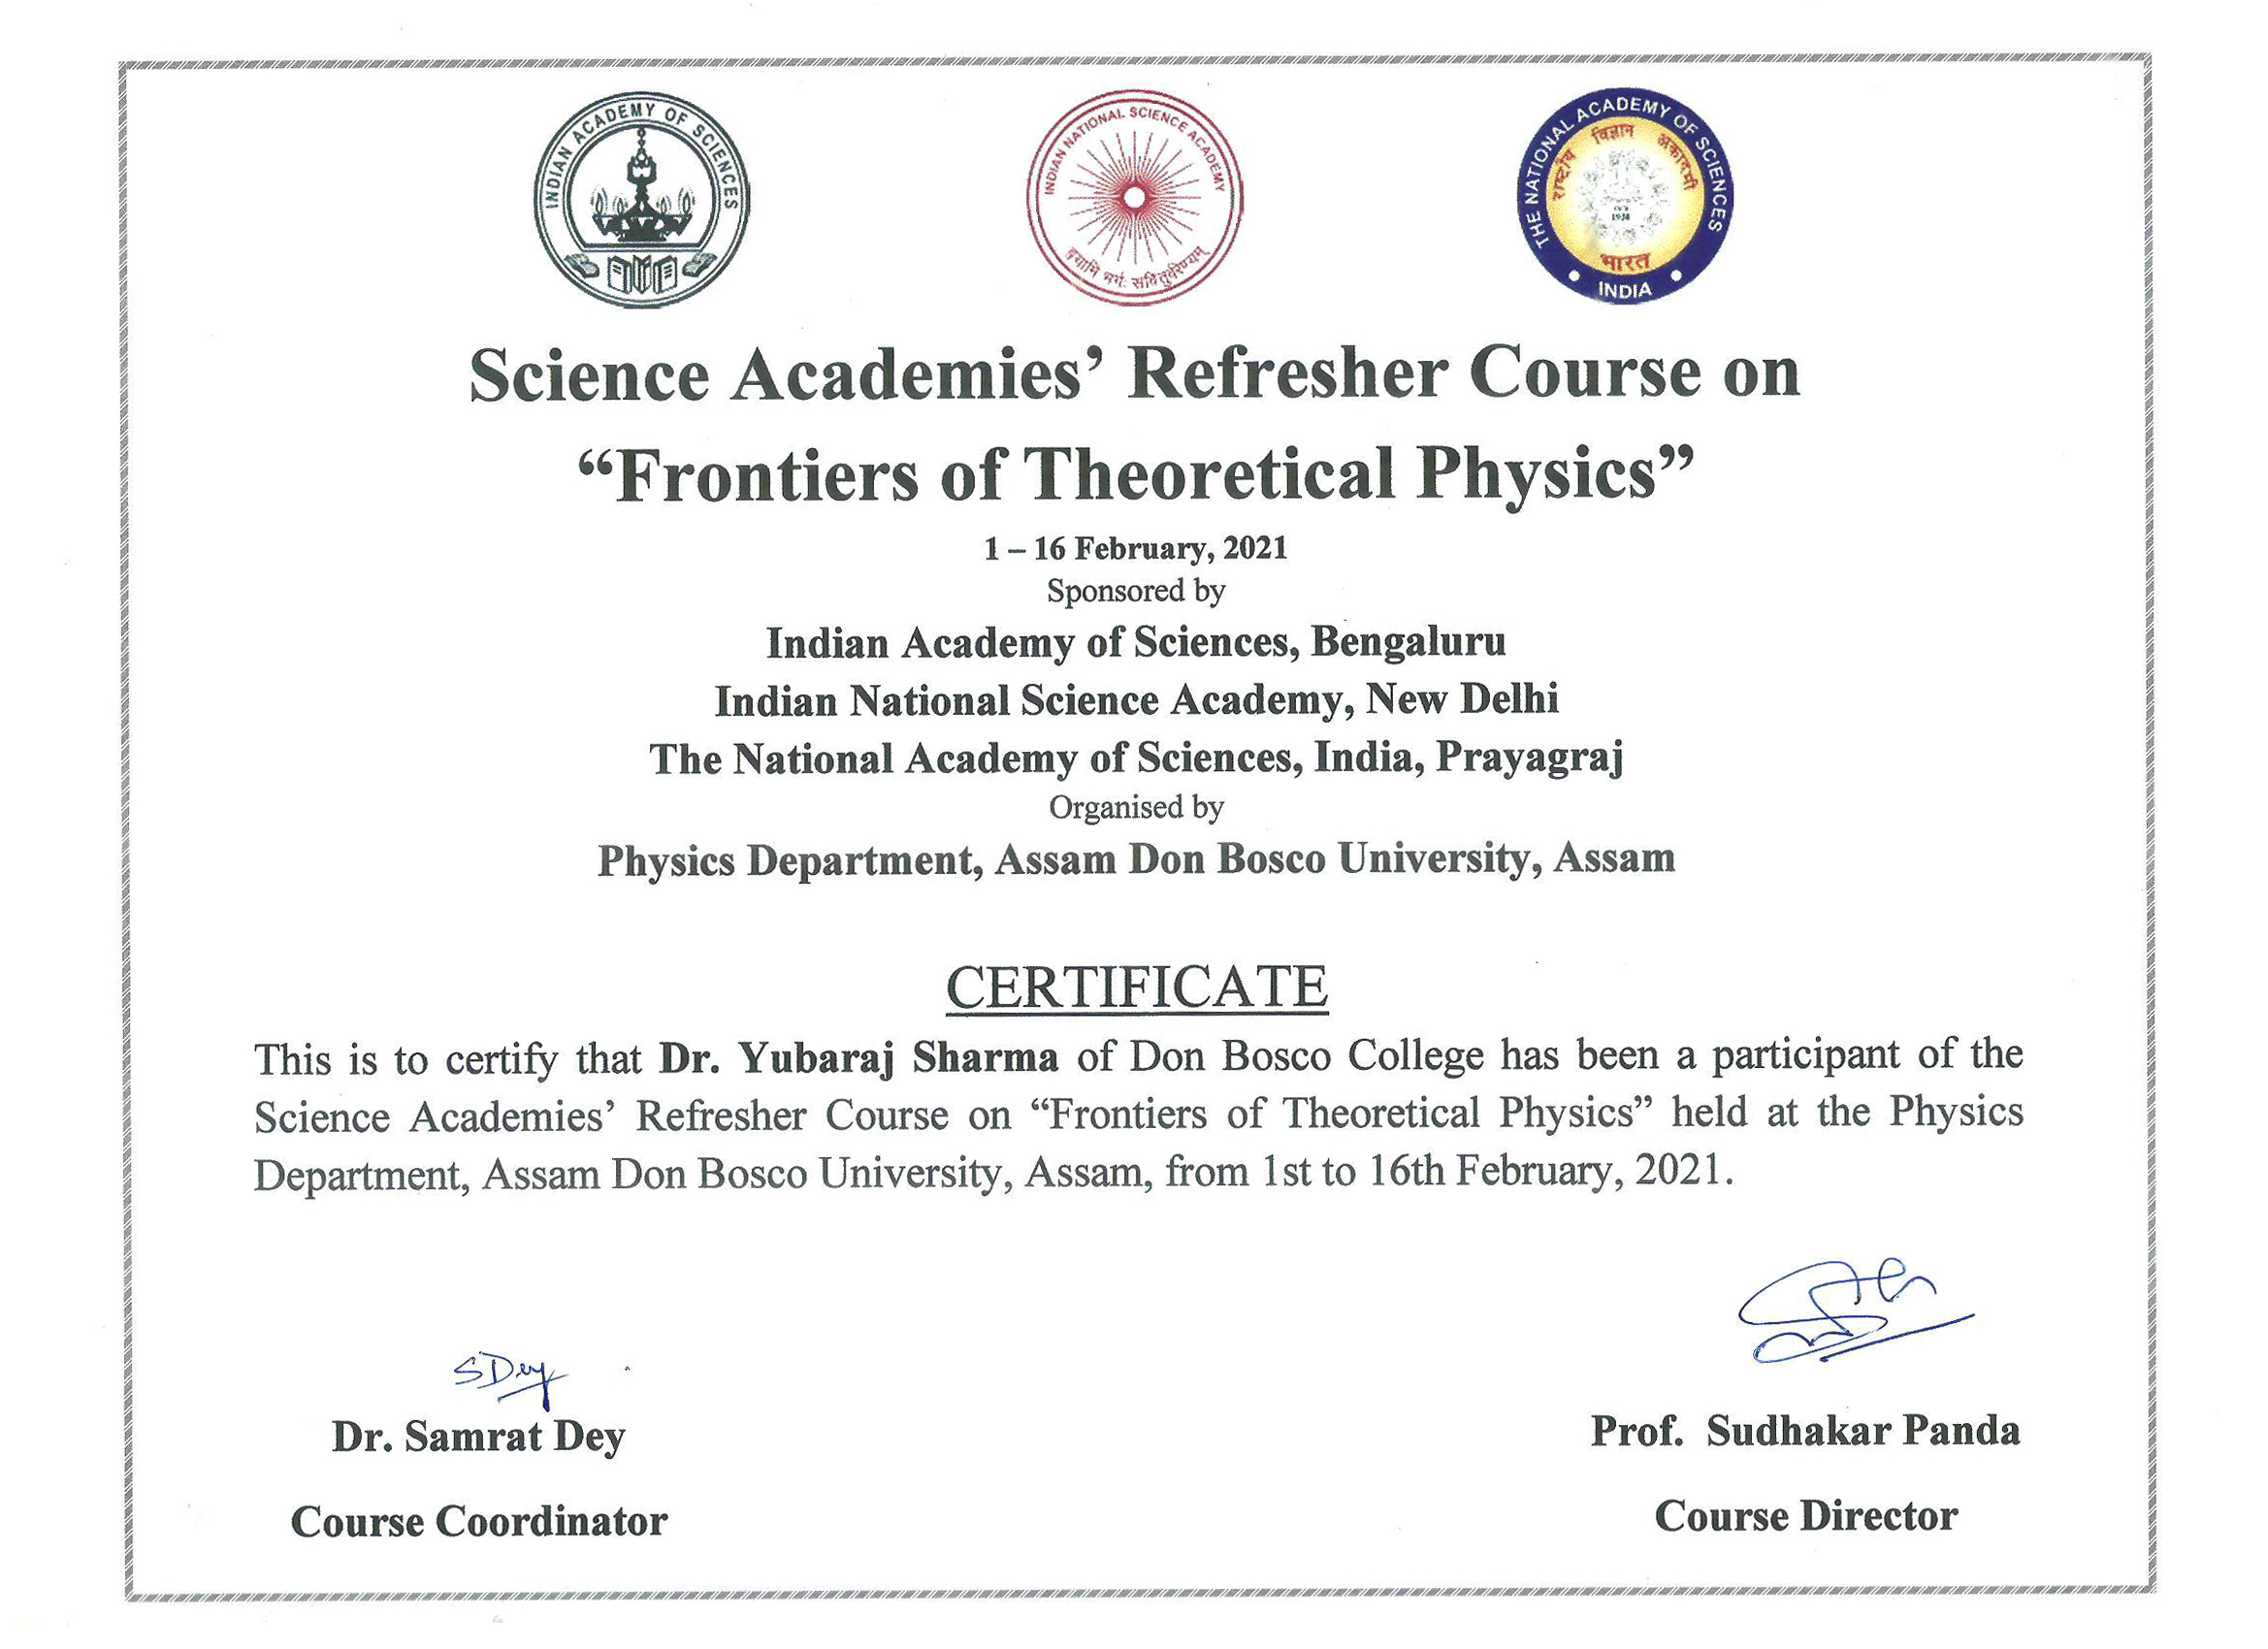 INDIAN ACADEMY OF SCIENCES
INDIAN NATIONAL SCIENCE ACADEMY
THE NATIONAL ACADEMY OF SCIENCES
राष्ट्रीय विज्ञान अकादमी
भारत
INDIA
Science Academies’ Refresher Course on
“Frontiers of Theoretical Physics”
1 – 16 February, 2021
Sponsored by
Indian Academy of Sciences, Bengaluru
Indian National Science Academy, New Delhi
The National Academy of Sciences, India, Prayagraj
Organised by
Physics Department, Assam Don Bosco University, Assam
CERTIFICATE
This is to certify that Dr. Yubaraj Sharma of Don Bosco College has been a participant of the
Science Academies’ Refresher Course on “Frontiers of Theoretical Physics” held at the Physics
Department, Assam Don Bosco University, Assam, from 1st to 16th February, 2021.
SDey
Dr. Samrat Dey
Prof. Sudhakar Panda
Course Coordinator
Course Director